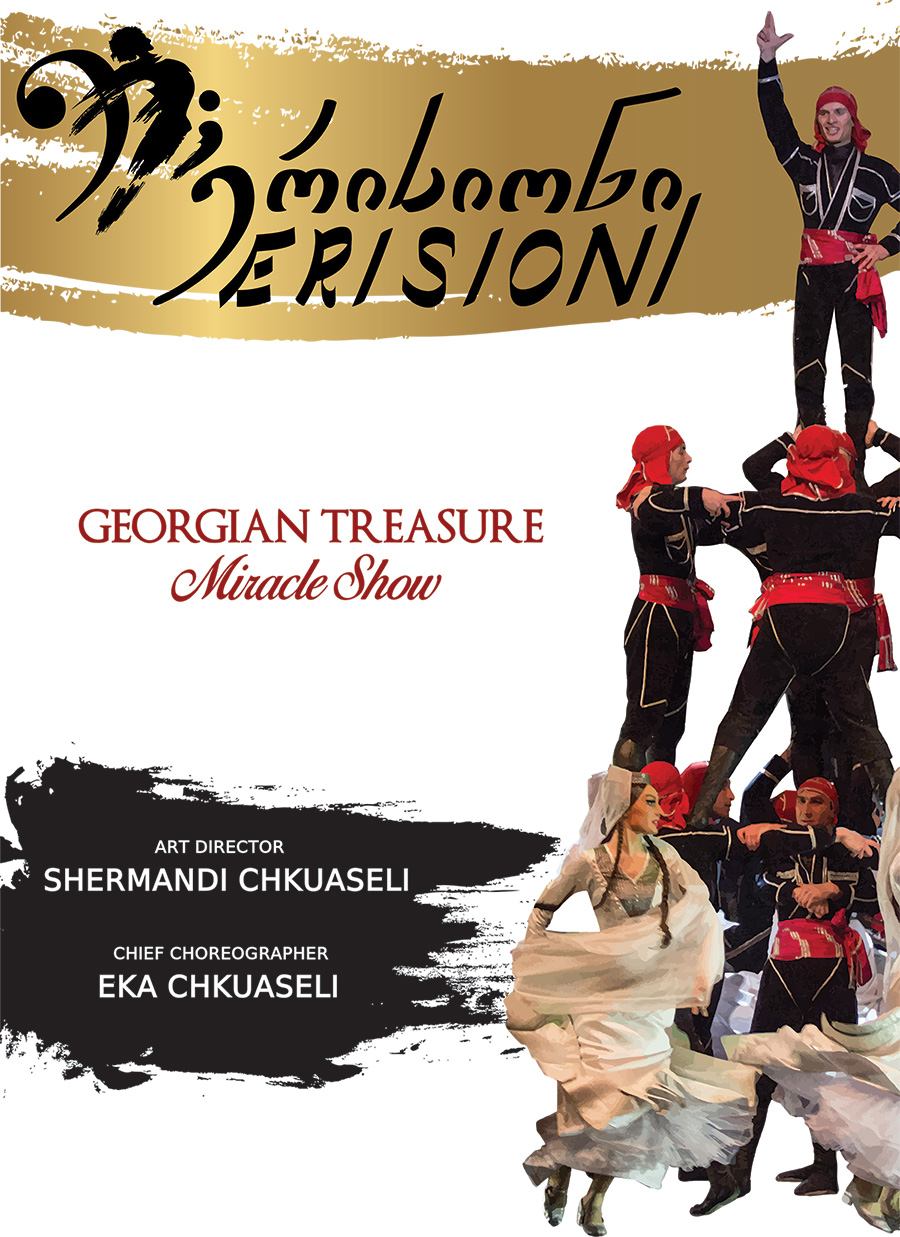 ერისიონი
ERISIONI
GEORGIAN TREASURE
Miracle Show
ART DIRECTOR
SHERMANDI CHKUASELI
CHIEF CHOREOGRAPHER
EKA CHKUASELI